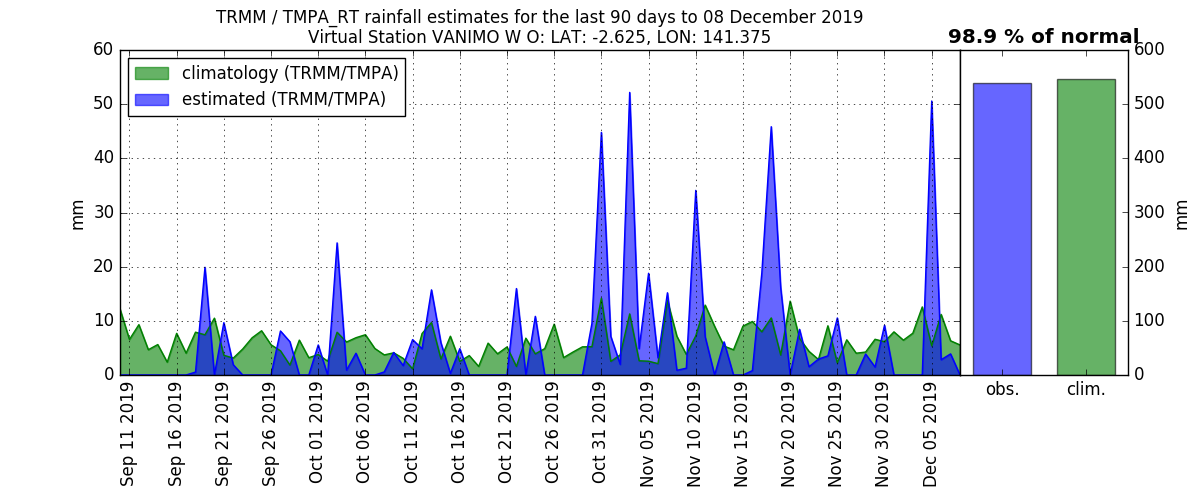 TRMM / TMPA_RT rainfall estimates for the last 90 days to 08 December 2019
Virtual Station VANIMO W O: LAT: -2.625, LON: 141.375
98.9 % of normal
climatology (TRMM/TMPA)
estimated (TRMM/TMPA)
60
50
40
30
20
10
0
mm
600
500
400
300
200
100
0
mm
Sep 11 2019
Sep 16 2019
Sep 21 2019
Sep 26 2019
Oct 01 2019
Oct 06 2019
Oct 11 2019
Oct 16 2019
Oct 21 2019
Oct 26 2019
Oct 31 2019
Nov 05 2019
Nov 10 2019
Nov 15 2019
Nov 20 2019
Nov 25 2019
Nov 30 2019
Dec 05 2019
obs.
clim.